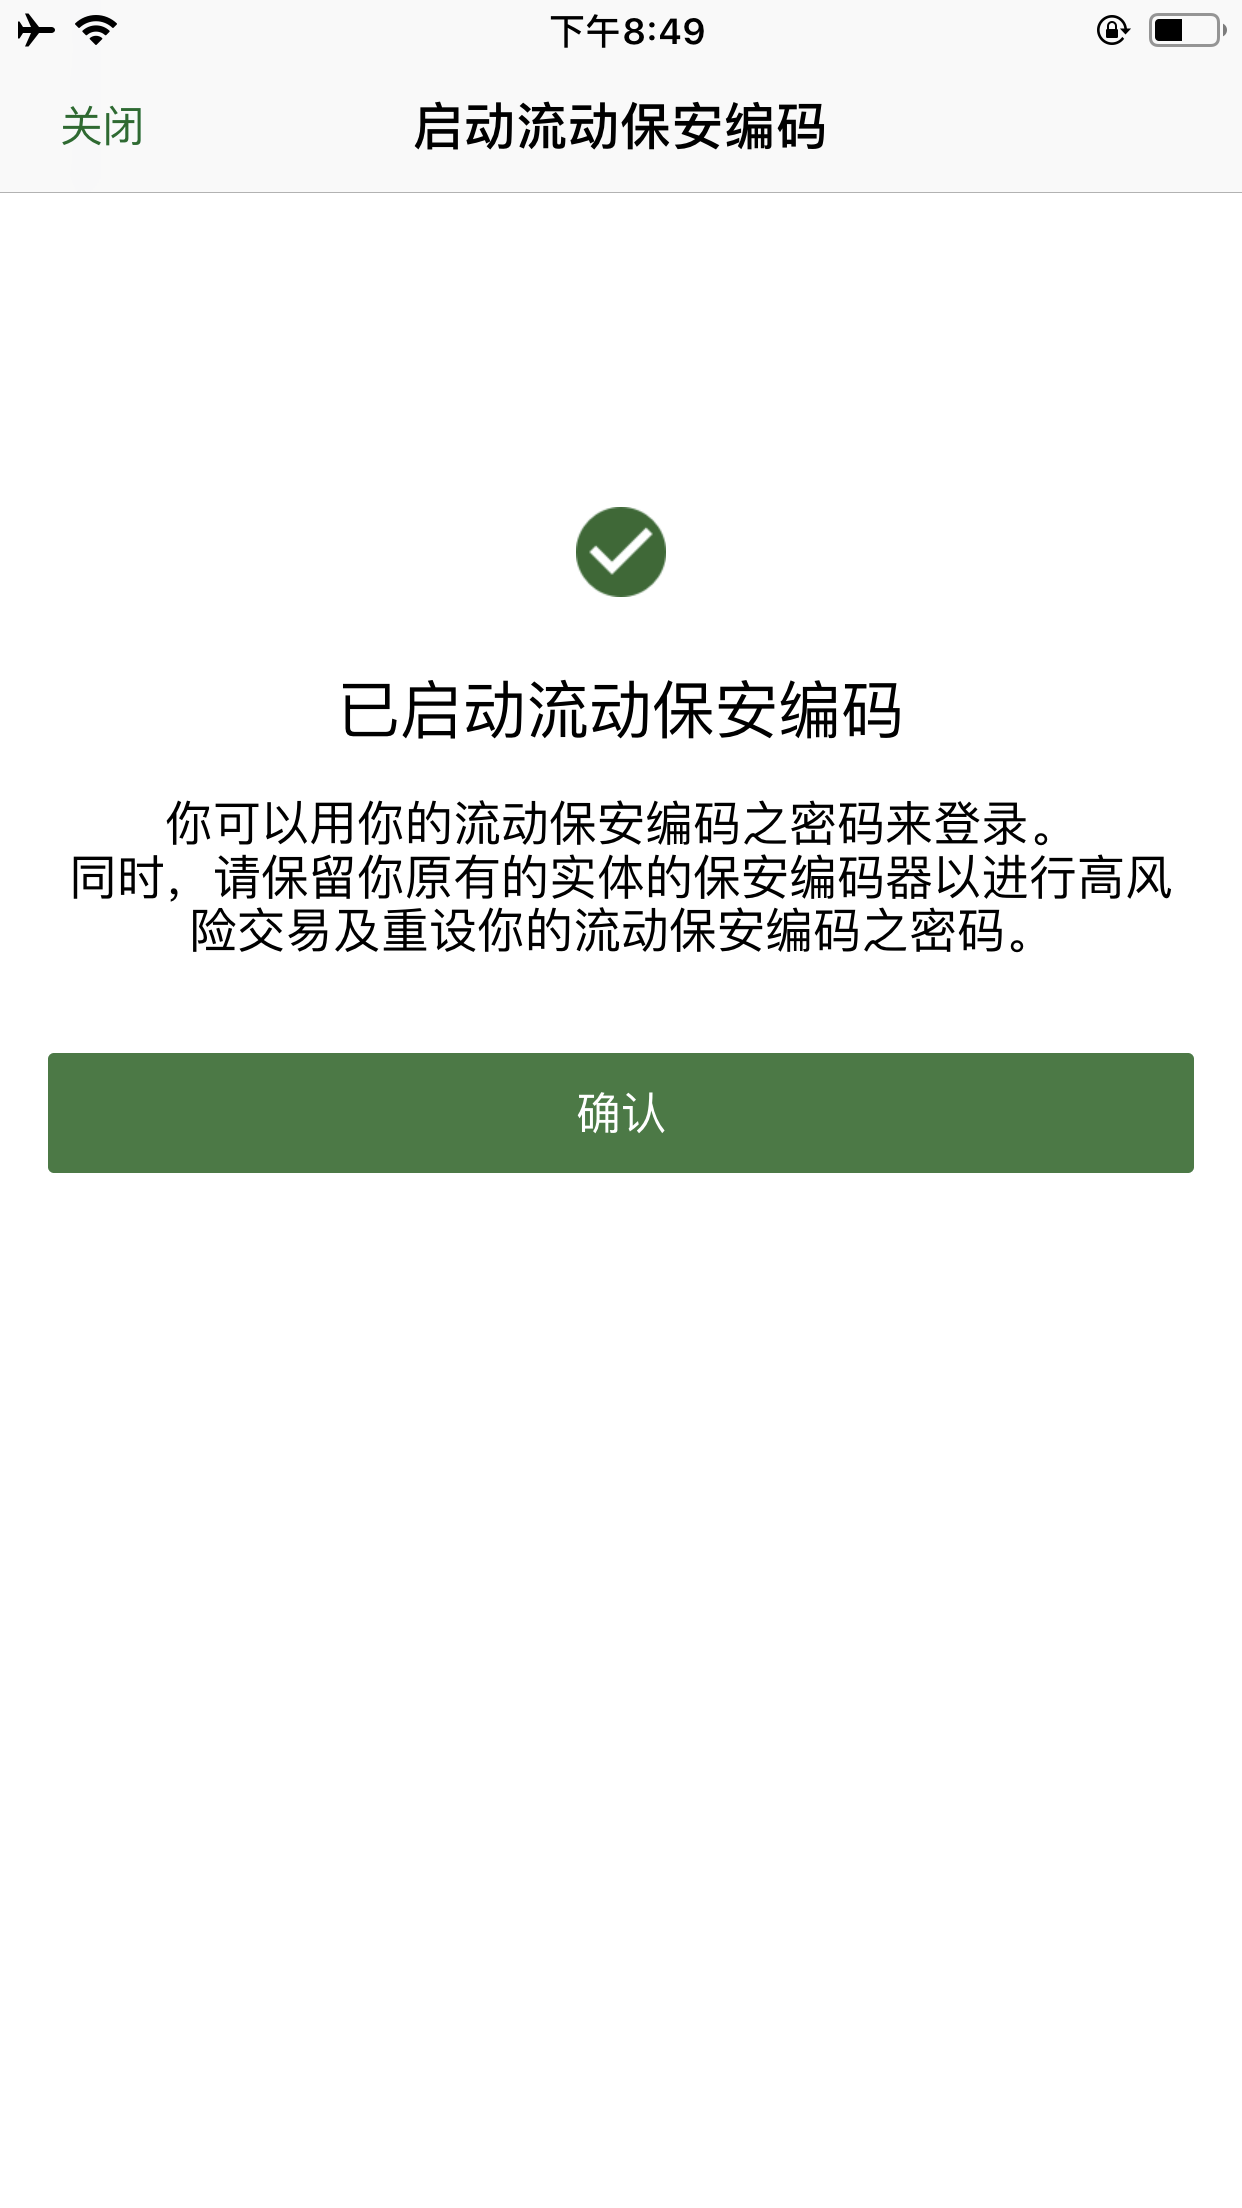 下午8:49
关闭
启动流动保安编码
已启动流动保安编码
你可以用你的流动保安编码之密码来登录。
同时，请保留你原有的实体的保安编码器以进行高风
险交易及重设你的流动保安编码之密码。
确认